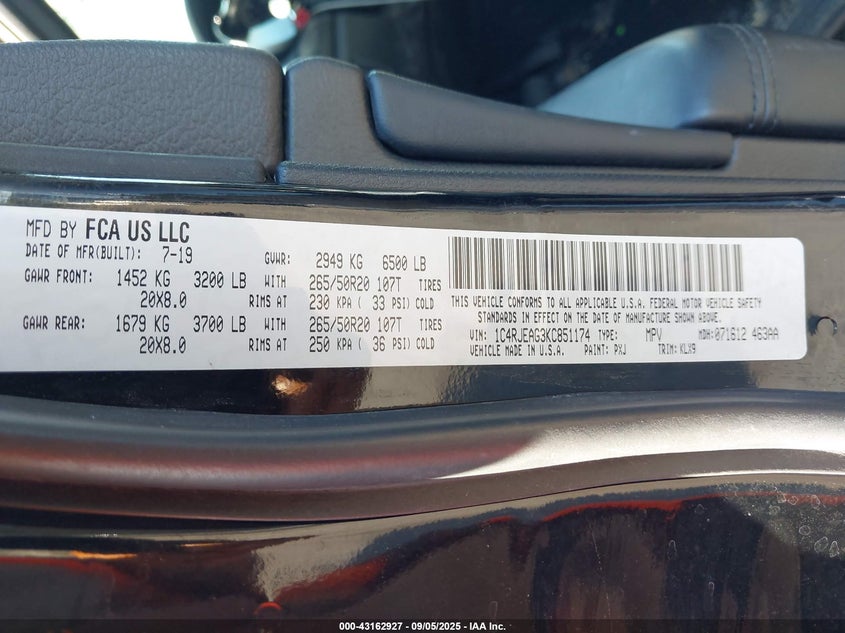 MFD BY FCA US LLC
DATE OF MFR(BUILT): 7-19 GVWR: 2949 KG 6500 LB
GAWR FRONT: 1452 KG 3200 LB WITH 265/50R20 107T TIRES
20X8.0 RIMS AT 230 KPA ( 33 PSI) COLD
GAWR REAR: 1679 KG 3700 LB WITH 265/50R20 107T TIRES
20X8.0 RIMS AT 250 KPA ( 36 PSI) COLD
THIS VEHICLE CONFORMS TO ALL APPLICABLE U.S.A. FEDERAL MOTOR VEHICLE SAFETY
STANDARDS IN EFFECT ON THE DATE OF MANUFACTURE SHOWN ABOVE.
VIN: 1C4RJEAG3KC851174 TYPE: MPV MDH: 071612 463AA
VEHICLE MADE IN U.S.A. PAINT: PXJ TRIM: KLX9
000-43162927 - 09/05/2025 - IAA Inc.